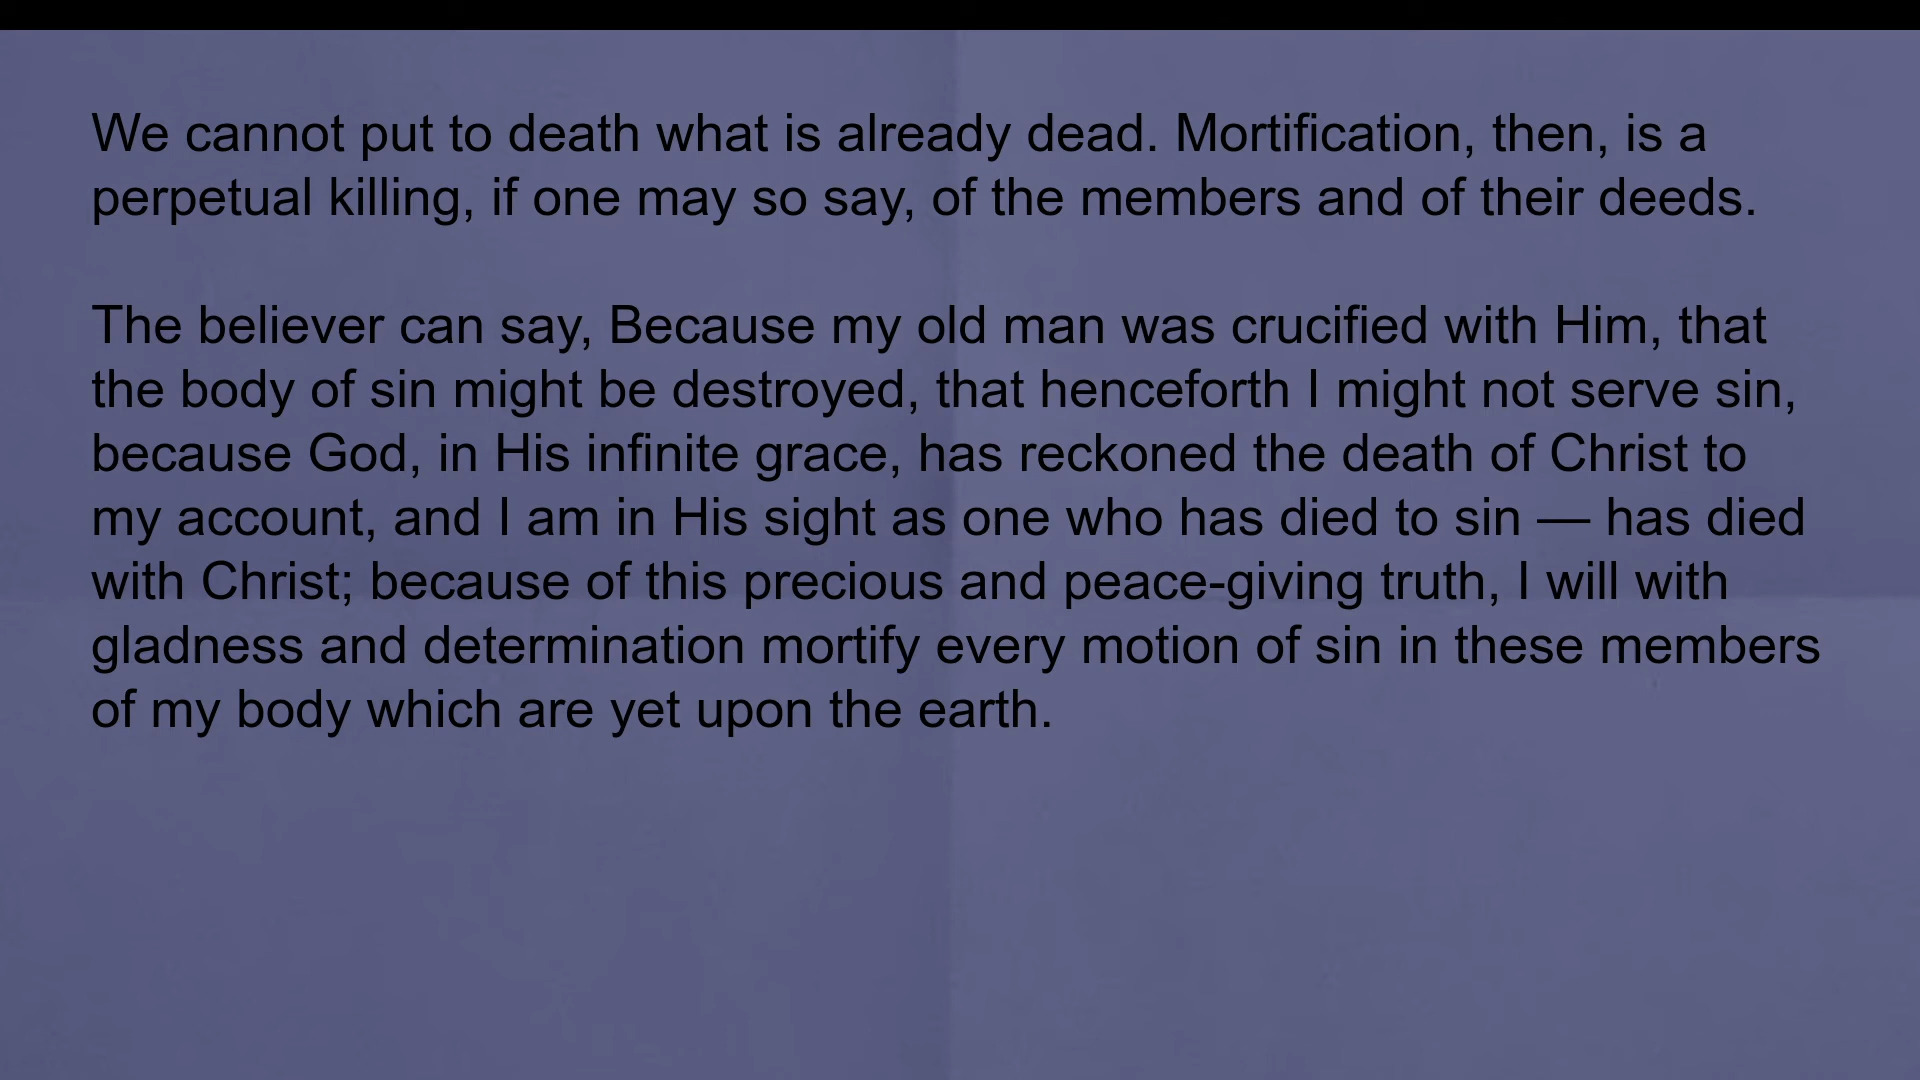 We cannot put to death what is already dead. Mortification, then, is a
perpetual killing, if one may so say, of the members and of their deeds.
The believer can say, Because my old man was crucified with Him, that
the body of sin might be destroyed, that henceforth I might not serve sin,
because God, in His infinite grace, has reckoned the death of Christ to
my account, and I am in His sight as one who has died to sin — has died
with Christ; because of this precious and peace-giving truth, I will with
gladness and determination mortify every motion of sin in these members
of my body which are yet upon the earth.